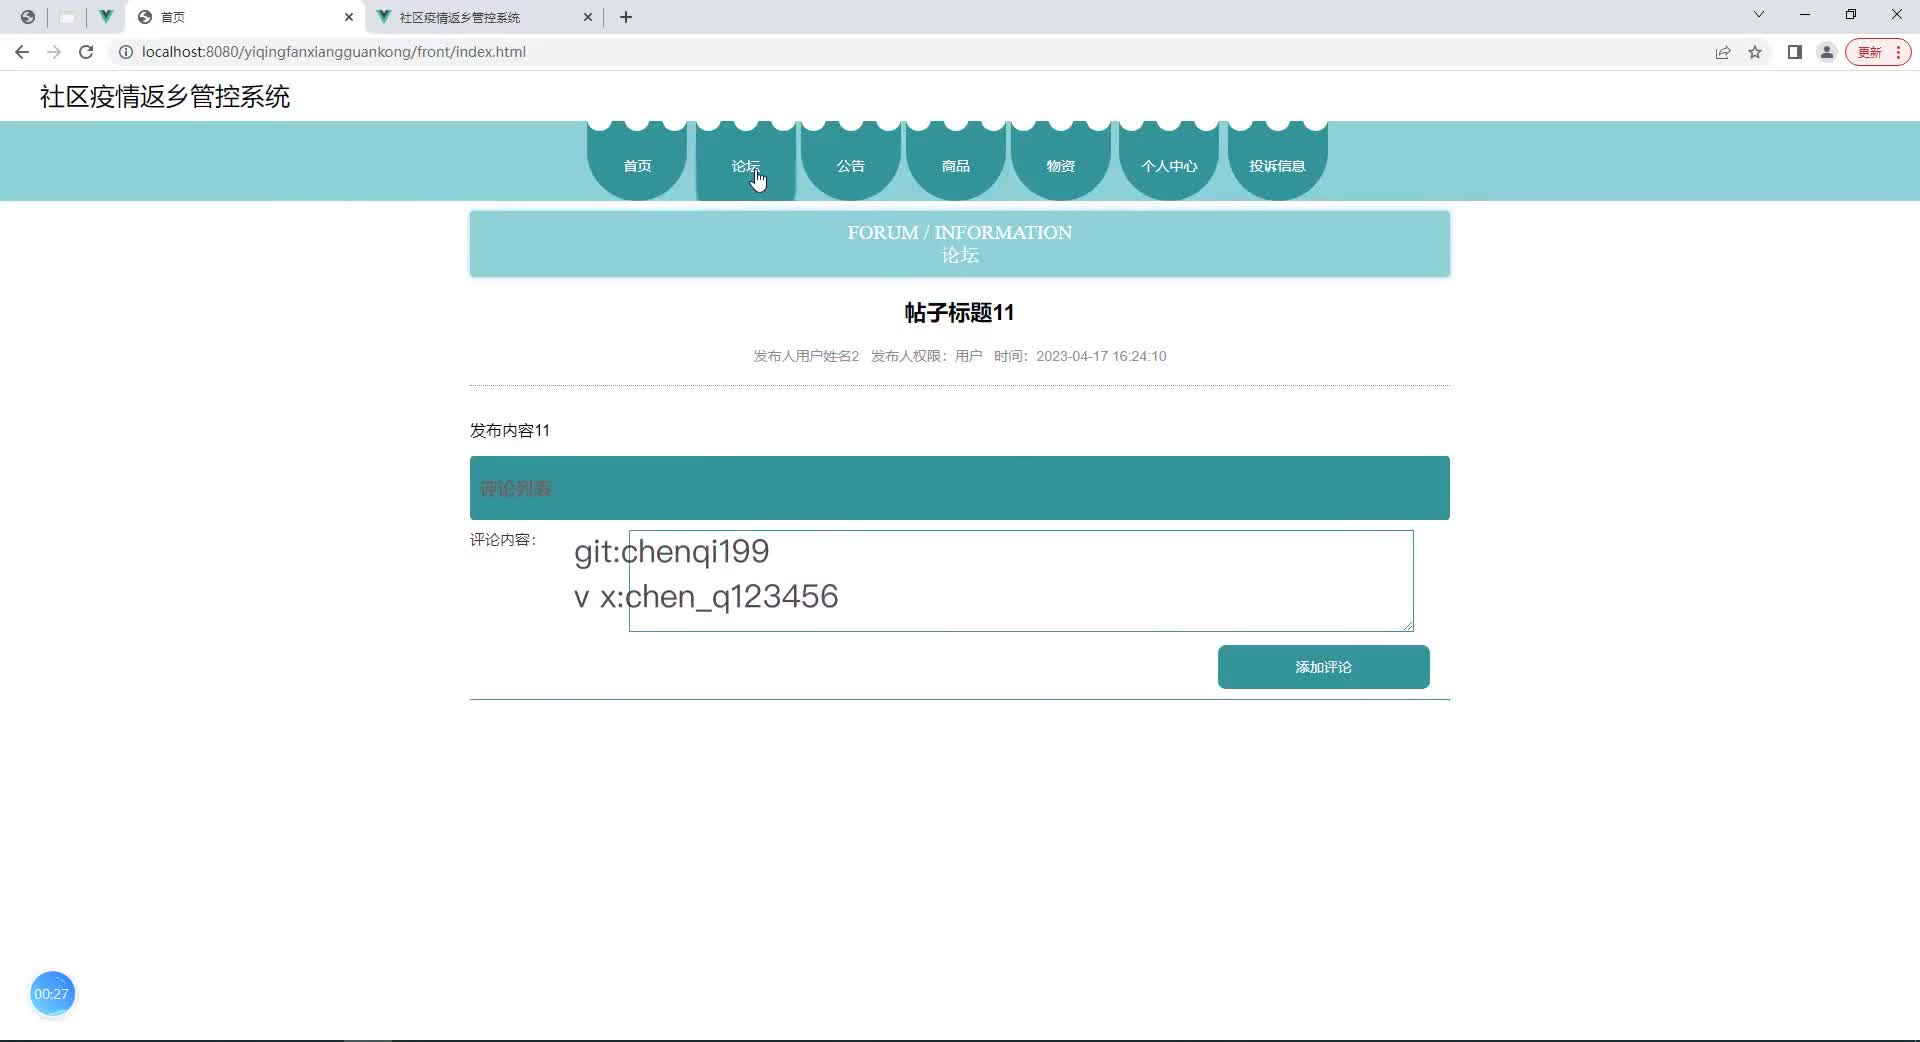 首页
社区疫情返乡管控系统
localhost:8080/yiqingfanxiangguankong/front/index.html
更新
社区疫情返乡管控系统
首页 论坛 公告 商品 物资 个人中心 投诉信息
FORUM / INFORMATION
论坛
帖子标题11
发布人用户姓名2 发布人权限：用户 时间：2023-04-17 16:24:10
发布内容11
评论列表
评论内容：
git:chenqi199
v x:chen_q123456
添加评论
00:27